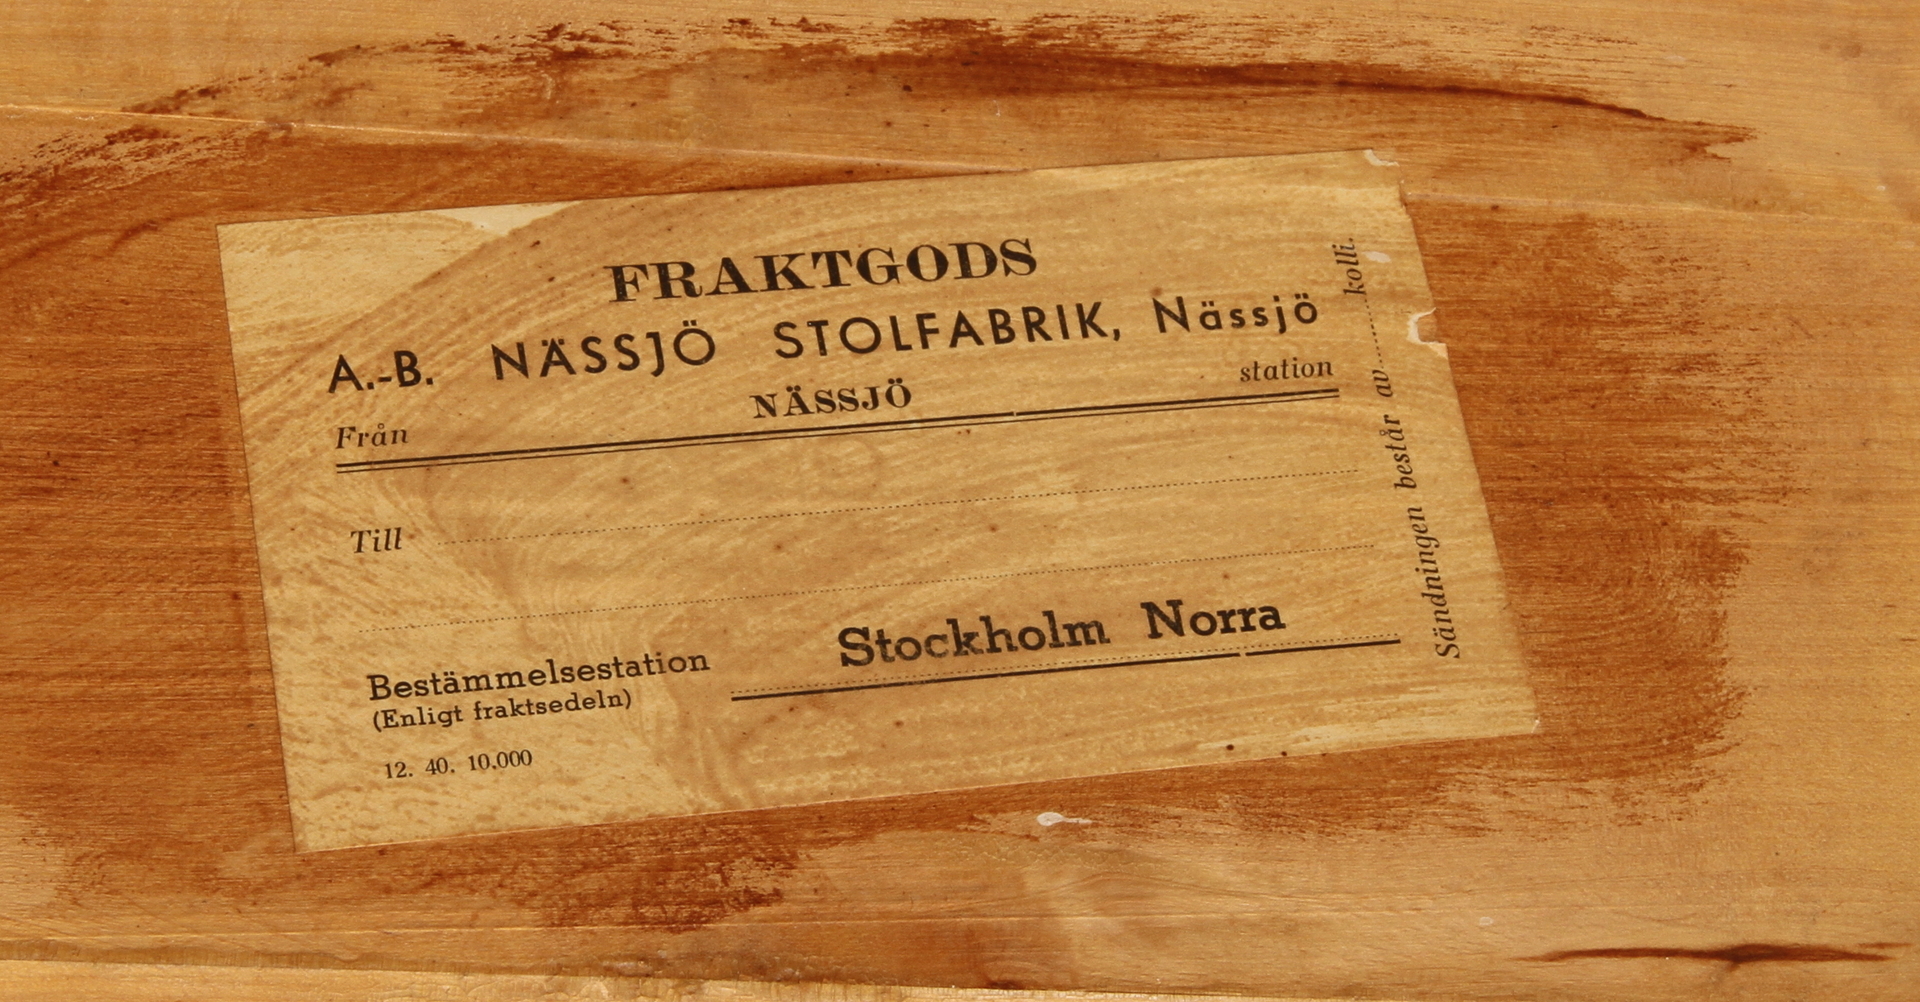 FRAKTGODS
A.-B. NÄSSJÖ STOLFABRIK, Nässjö
Från NÄSSJÖ station
Till
Bestämmelsestation Stockholm Norra
(Enligt fraktsedeln)
12. 40. 10.000
Sändningen består av........kolli.